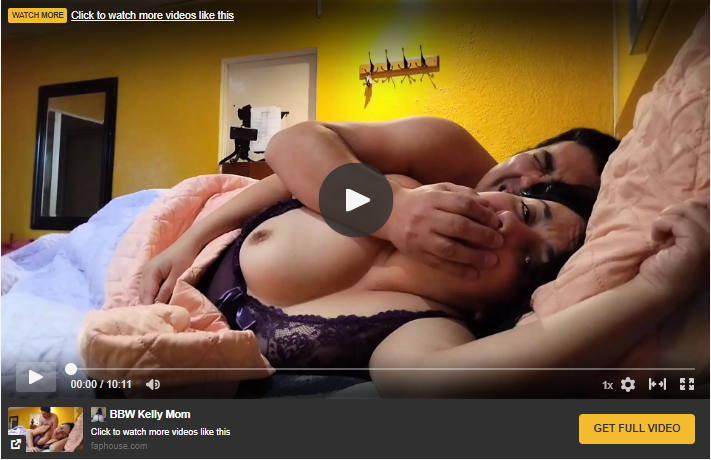 WATCH MORE Click to watch more videos like this
00:00 / 10:11
1x
BBW Kelly Mom
Click to watch more videos like this
faphouse.com
GET FULL VIDEO